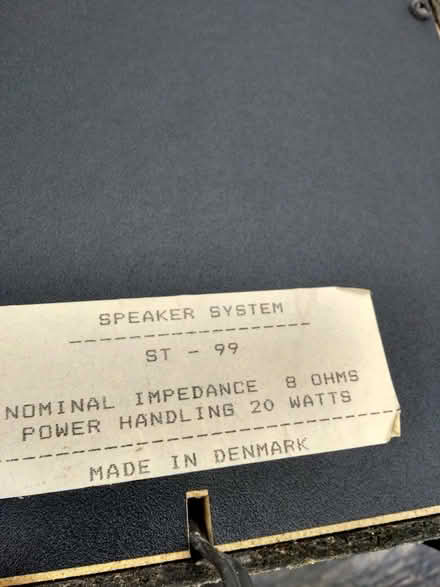 SPEAKER SYSTEM
ST - 99
NOMINAL IMPEDANCE 8 OHMS
POWER HANDLING 20 WATTS
MADE IN DENMARK